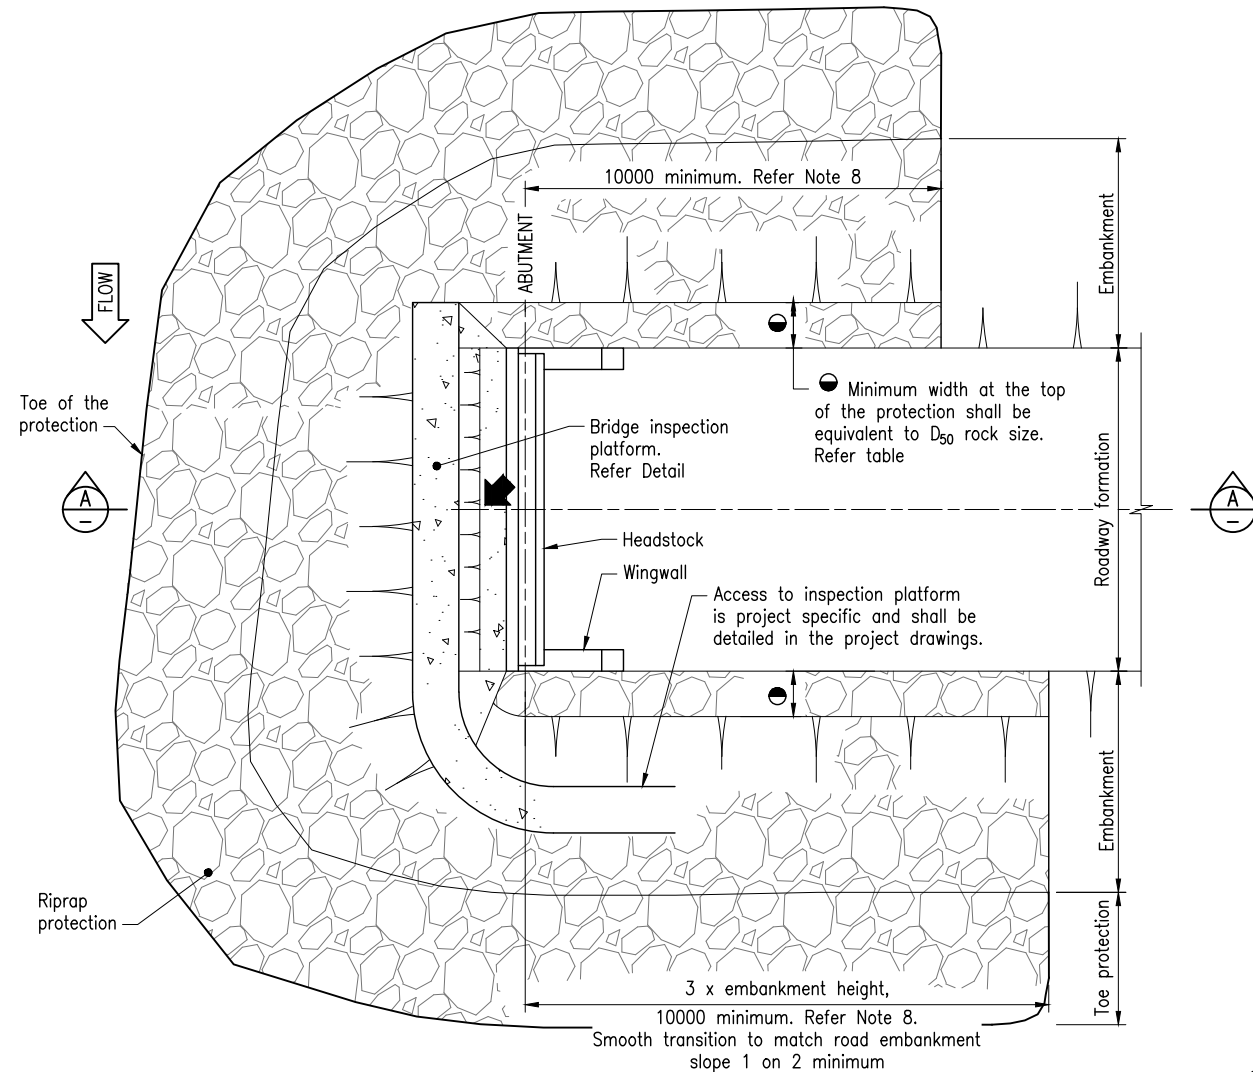 10000 minimum. Refer Note 8
Embankment
ABUTMENT
FLOW
Toe of the
protection
Minimum width at the top
of the protection shall be
equivalent to D50 rock size.
Refer table
Bridge inspection
platform.
Refer Detail
A
–
A
–
Roadway formation
Headstock
Wingwall
Access to inspection platform
is project specific and shall be
detailed in the project drawings.
Embankment
Riprap
protection
Toe protection
3 x embankment height,
10000 minimum. Refer Note 8.
Smooth transition to match road embankment
slope 1 on 2 minimum